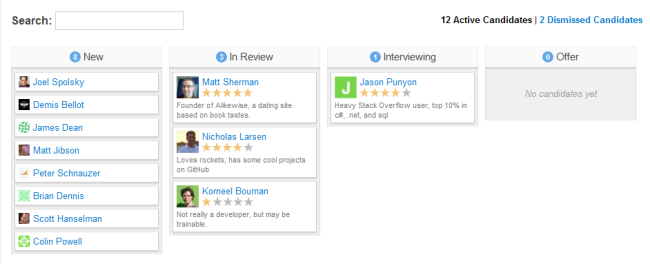 Search:
12 Active Candidates | 2 Dismissed Candidates
8 New
Joel Spolsky
Demis Bellot
James Dean
Matt Jibson
Peter Schnauzer
Brian Dennis
Scott Hanselman
Colin Powell
3 In Review
Matt Sherman
Founder of Alikewise, a dating site
based on book tastes.
Nicholas Larsen
Loves rockets, has some cool projects
on GitHub
Korneel Bouman
Not really a developer, but may be
trainable.
1 Interviewing
J
Jason Punyon
Heavy Stack Overflow user, top 10% in
c#, .net, and sql
0 Offer
No candidates yet